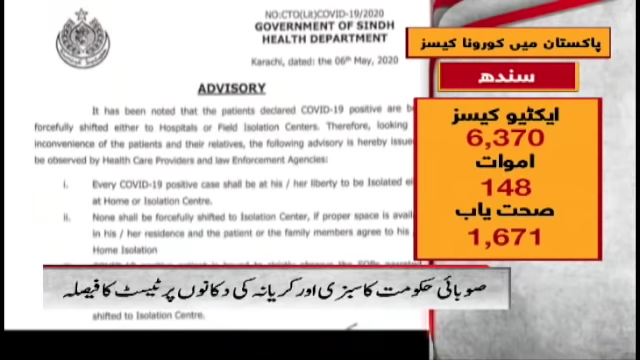 NO:CTO(Lit)COVID-19/2020
GOVERNMENT OF SINDH
HEALTH DEPARTMENT
Karachi, dated: the 06th May, 2020
ADVISORY
It has been noted that the patients declared COVID-19 positive are be
forcefully shifted either to Hospitals or Field Isolation Centers. Therefore, looking
inconvenience of the patients and their relatives, the following advisory is hereby issue
be observed by Health Care Providers and law Enforcement Agencies:
i. Every COVID-19 positive case shall be at his / her liberty to be Isolated ei
at Home or Isolation Centre.
ii. None shall be forcefully shifted to Isolation Center, if proper space is avail
in his / her residence and the patient or the family members agree to his
Home Isolation
shifted to Isolation Centre.
پاکستان میں کورونا کیسز
سندھ
ایکٹیو کیسز
6,370
اموات
148
صحت یاب
1,671
صوبائی حکومت کا سبزی اور کریانہ کی دکانوں پر ٹیسٹ کا فیصلہ